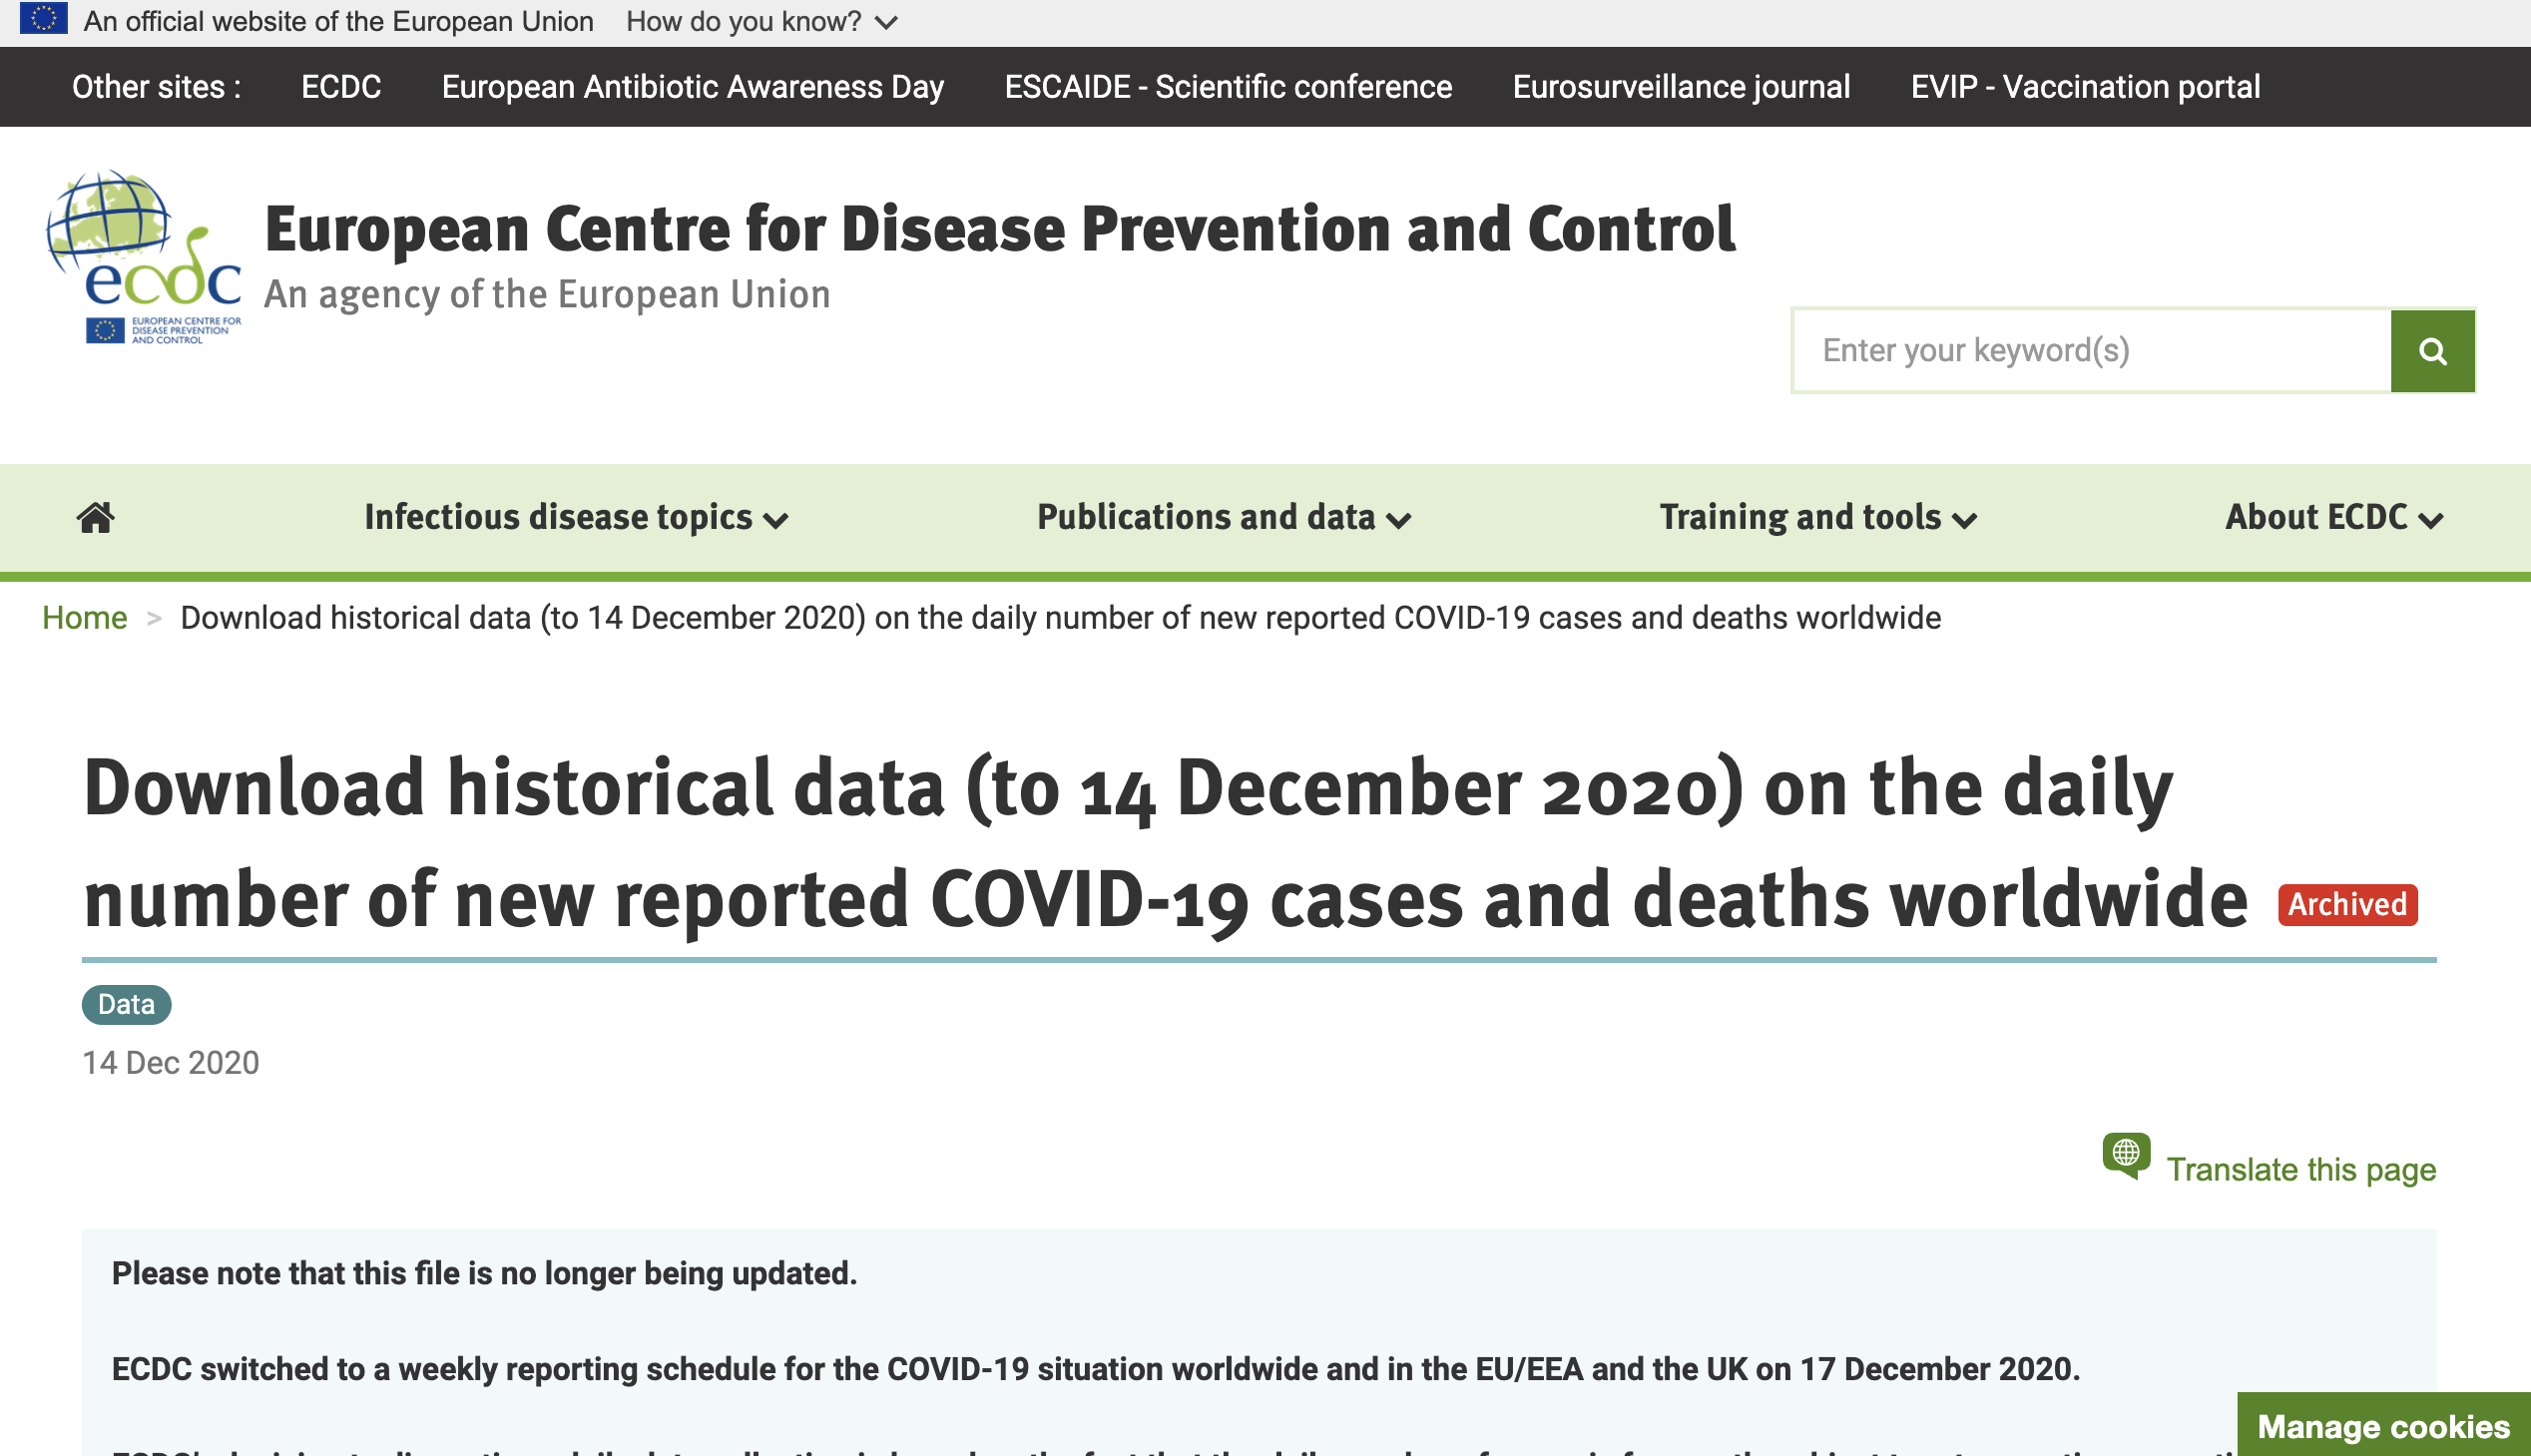 An official website of the European Union How do you know?
Other sites : ECDC European Antibiotic Awareness Day ESCAIDE - Scientific conference Eurosurveillance journal EVIP - Vaccination portal
ecdc
EUROPEAN CENTRE FOR
DISEASE PREVENTION
AND CONTROL
European Centre for Disease Prevention and Control
An agency of the European Union
Enter your keyword(s)
Infectious disease topics Publications and data Training and tools About ECDC
Home > Download historical data (to 14 December 2020) on the daily number of new reported COVID-19 cases and deaths worldwide
Download historical data (to 14 December 2020) on the daily
number of new reported COVID-19 cases and deaths worldwide Archived
Data
14 Dec 2020
Translate this page
Please note that this file is no longer being updated.
ECDC switched to a weekly reporting schedule for the COVID-19 situation worldwide and in the EU/EEA and the UK on 17 December 2020.
Manage cookies